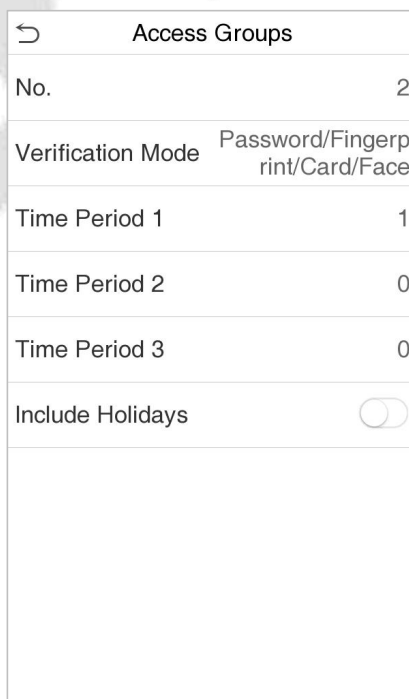 Access Groups
No. 2
Verification Mode Password/Fingerp
rint/Card/Face
Time Period 1 1
Time Period 2 0
Time Period 3 0
Include Holidays